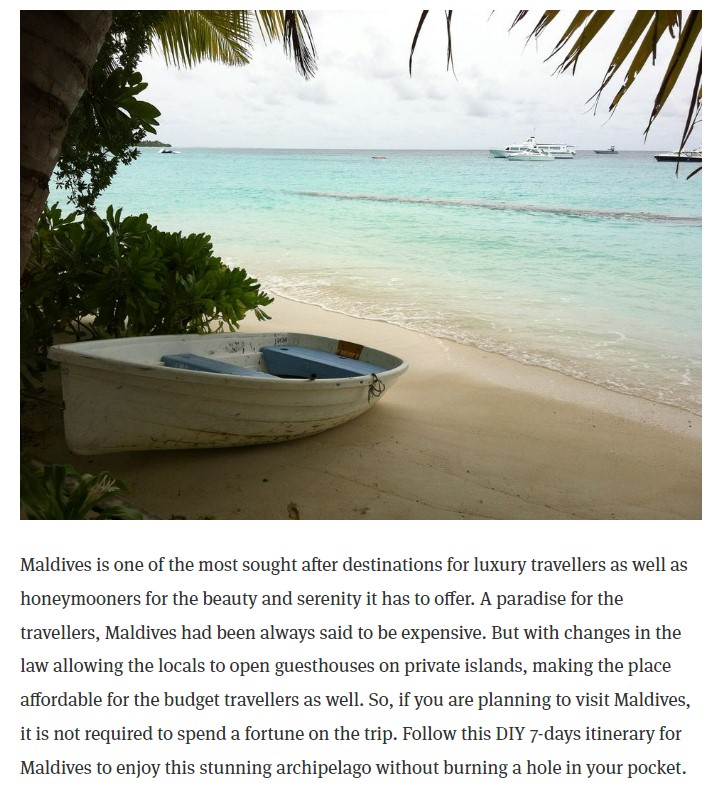 Maldives is one of the most sought after destinations for luxury travellers as well as
honeymooners for the beauty and serenity it has to offer. A paradise for the
travellers, Maldives had been always said to be expensive. But with changes in the
law allowing the locals to open guesthouses on private islands, making the place
affordable for the budget travellers as well. So, if you are planning to visit Maldives,
it is not required to spend a fortune on the trip. Follow this DIY 7-days itinerary for
Maldives to enjoy this stunning archipelago without burning a hole in your pocket.